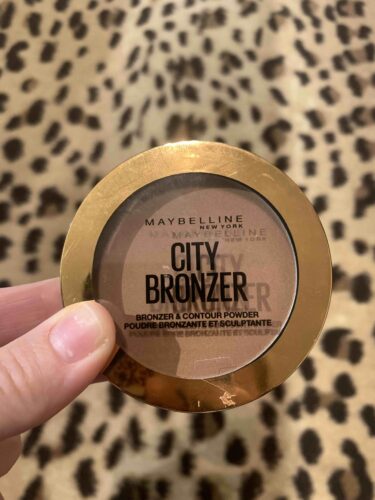 MAYBELLINE
NEW YORK
CITY
BRONZER
BRONZER & CONTOUR POWDER
POUDRE BRONZANTE ET SCULPTANTE